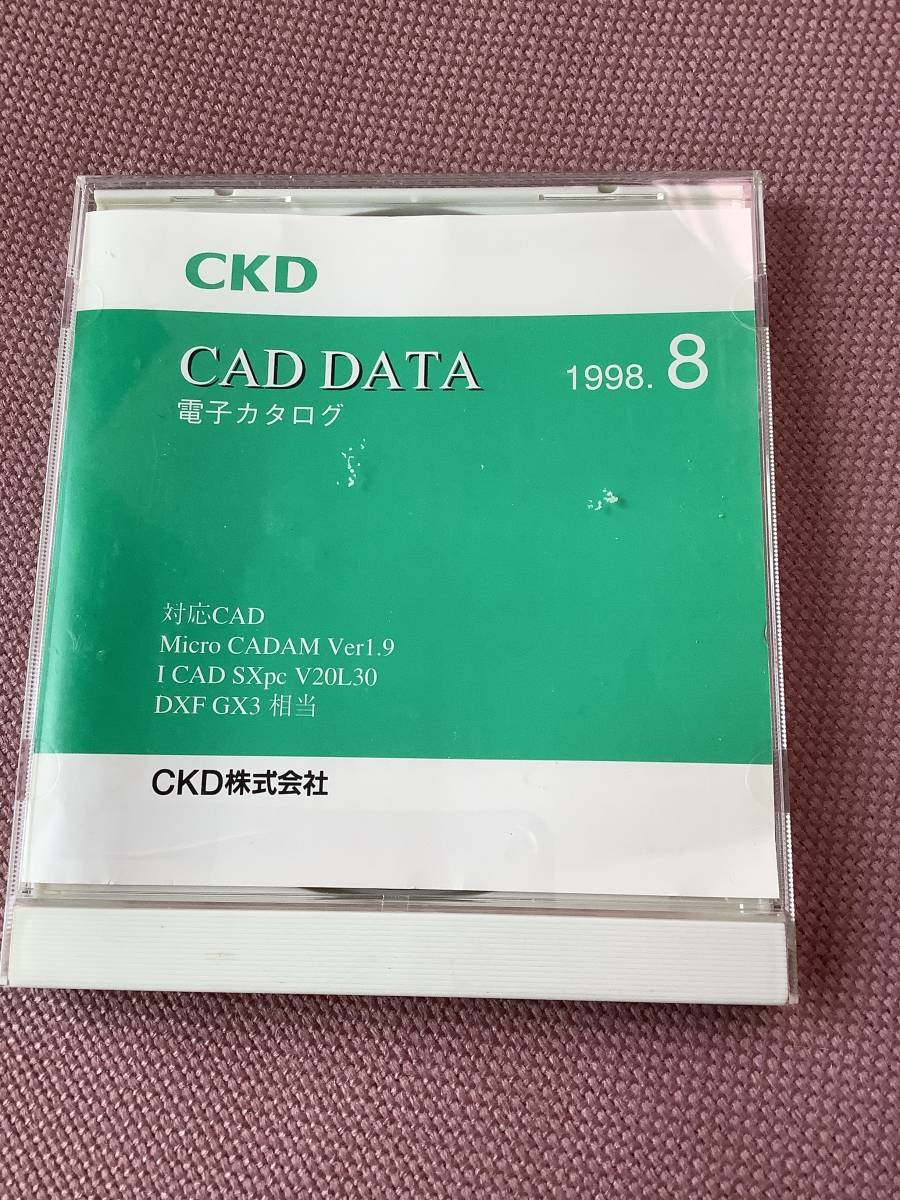 CKD
CAD DATA 1998. 8
電子カタログ
対応CAD
Micro CADAM Ver1.9
I CAD SXpc V20L30
DXF GX3 相当
CKD株式会社